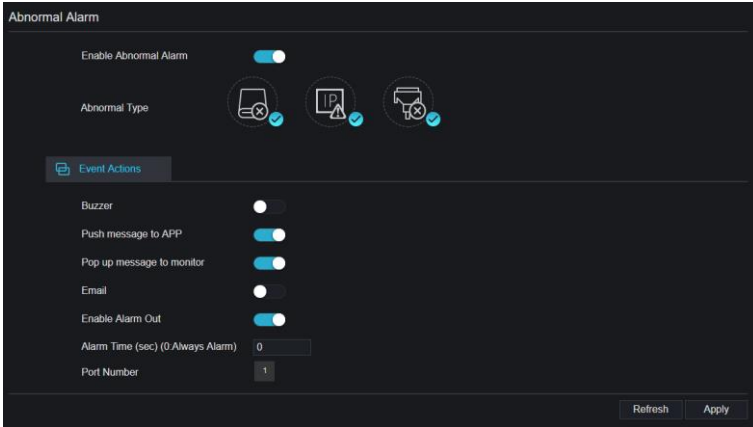 Abnormal Alarm
Enable Abnormal Alarm
Abnormal Type
IP
Event Actions
Buzzer
Push message to APP
Pop up message to monitor
Email
Enable Alarm Out
Alarm Time (sec) (0:Always Alarm) 0
Port Number 1
Refresh Apply